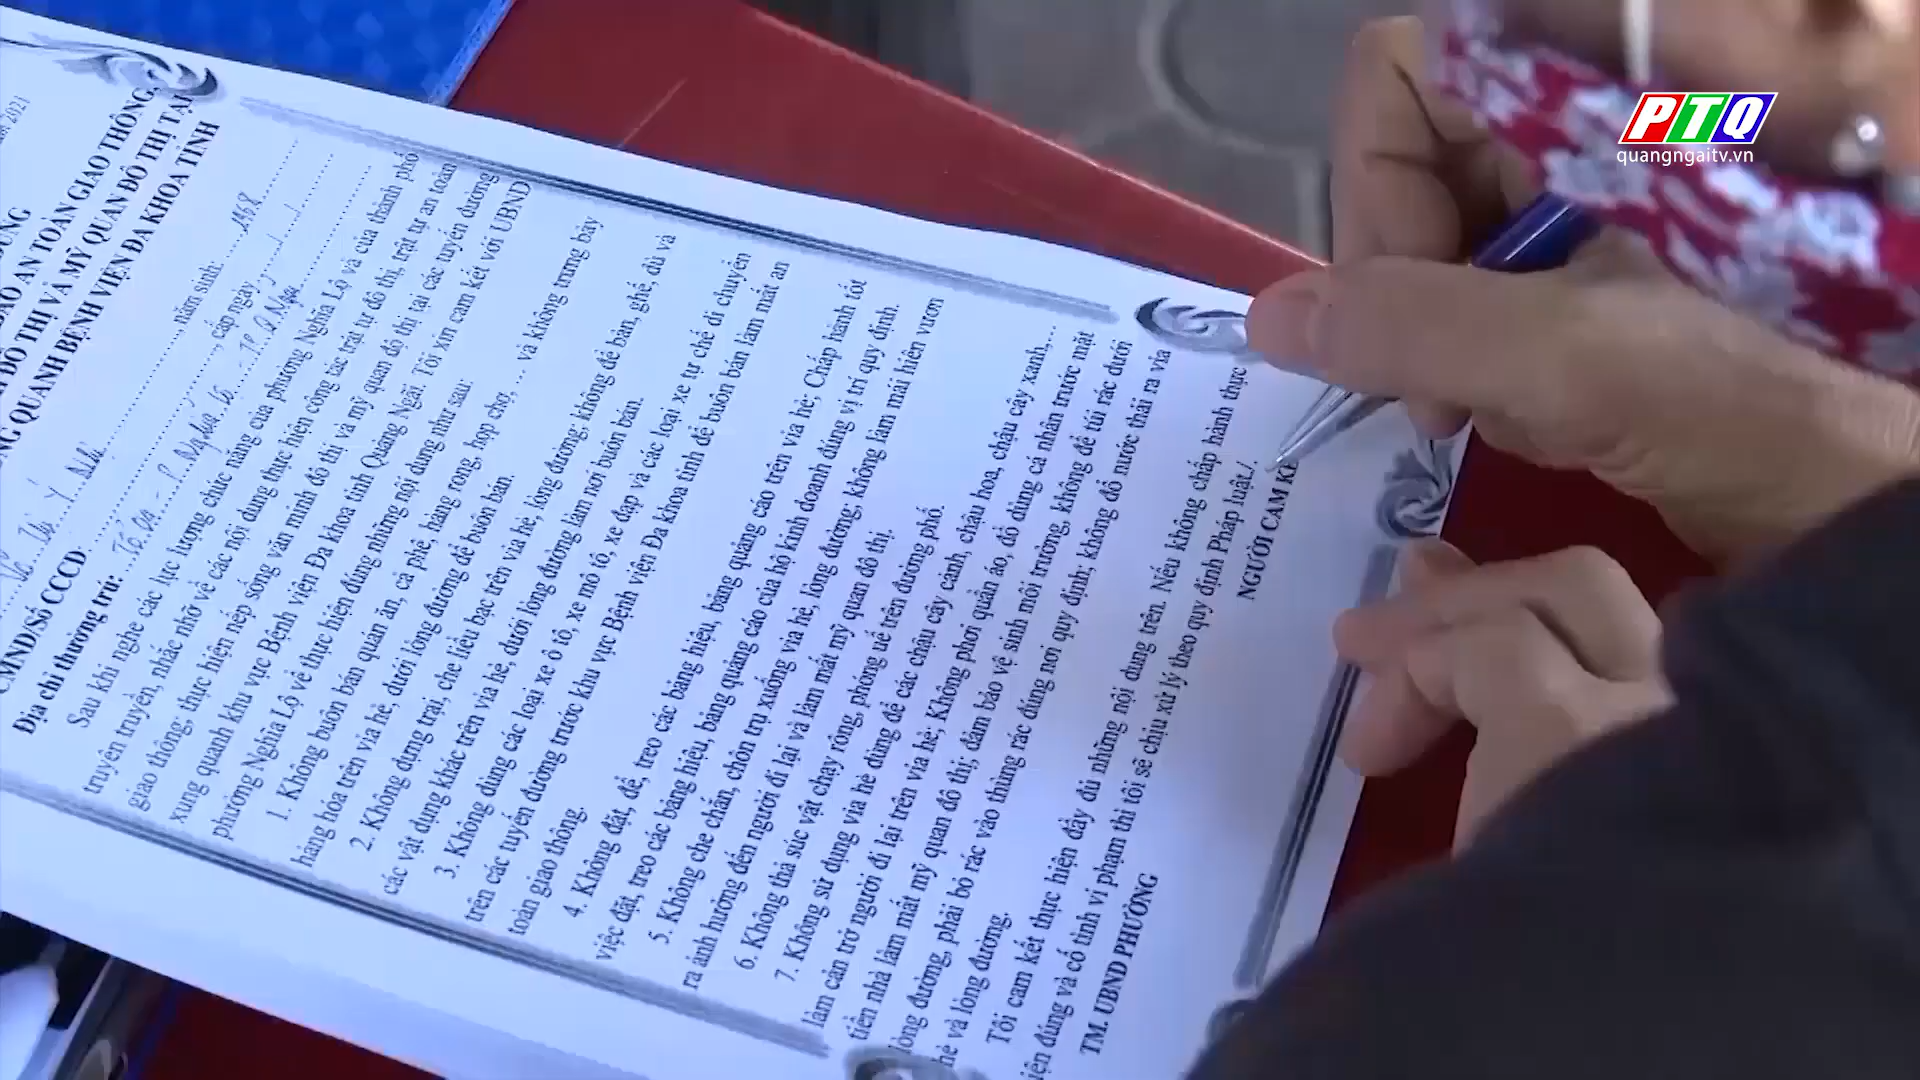 PTQ
quangngaitv.vn
2021
DỤNG
BẢO AN TOÀN GIAO THÔNG,
ĐÔ THỊ VÀ MỸ QUAN ĐÔ THỊ TẠI
QUANH BỆNH VIỆN ĐA KHOA TỈNH
năm sinh: 1968
CMND/Số CCCD cấp ngày
Địa chỉ thường trú:
Sau khi nghe các lực lượng chức năng của phường Nghĩa Lộ và của thành phố
truyên truyền, nhắc nhở về các nội dung thực hiện công tác trật tự đô thị, trật tự an toàn
giao thông; thực hiện nếp sống văn minh đô thị và mỹ quan đô thị tại các tuyến đường
xung quanh khu vực Bệnh viện Đa khoa tỉnh Quảng Ngãi. Tôi xin cam kết với UBND
phường Nghĩa Lộ về thực hiện đúng những nội dung như sau:
1. Không buôn bán quán ăn, cà phê, hàng rong, họp chợ, ... và không trưng bày
hàng hóa trên vỉa hè, dưới lòng đường để buôn bán.
2. Không dựng trại, che liều bạc trên vỉa hè, lòng đường, không để bàn, ghế, dù và
các vật dụng khác trên vỉa hè, dưới lòng đường làm nơi buôn bán.
3. Không dùng các loại xe ô tô, xe mô tô, xe đạp và các loại xe tự chế di chuyển
trên các tuyến đường trước khu vực Bệnh viện Đa khoa tỉnh để buôn bán làm mất an
toàn giao thông.
4. Không đặt, để, treo các bảng hiệu, bảng quảng cáo trên vỉa hè; Chấp hành tốt
việc đặt, treo các bảng hiệu, bảng quảng cáo của hộ kinh doanh đúng vị trí quy định.
5. Không che chắn, chôn trụ xuống vỉa hè, lòng đường; không làm mái hiên vươn
ra ảnh hưởng đến người đi lại và làm mất mỹ quan đô thị.
6. Không thả súc vật chạy rông, phóng uế trên đường phố.
7. Không sử dụng vỉa hè dùng để các chậu cây cảnh, chậu hoa, chậu cây xanh,...
làm cản trở người đi lại trên vỉa hè; Không phơi quần áo, đồ dùng cá nhân trước mặt
tiền nhà làm mất mỹ quan đô thị; đảm bảo vệ sinh môi trường, không để túi rác dưới
lòng đường, phải bỏ rác vào thùng rác đúng nơi quy định; không đổ nước thải ra vỉa
hè và lòng đường.
Tôi cam kết thực hiện đầy đủ những nội dung trên. Nếu không chấp hành thực
iện đúng và cố tình vi phạm thì tôi sẽ chịu xử lý theo quy định Pháp luật./.
TM. UBND PHƯỜNG NGƯỜI CAM KẾ